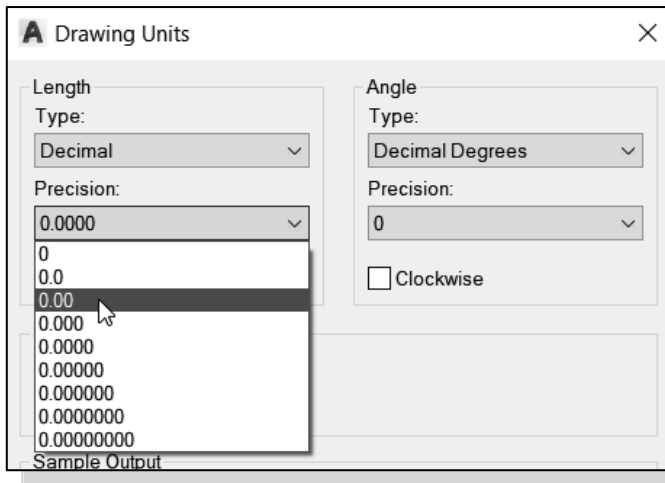 Drawing Units
Length
Type:
Decimal
Precision:
0.0000
0
0.0
0.00
0.000
0.0000
0.00000
0.000000
0.0000000
0.00000000
Angle
Type:
Decimal Degrees
Precision:
0
Clockwise
Sample Output